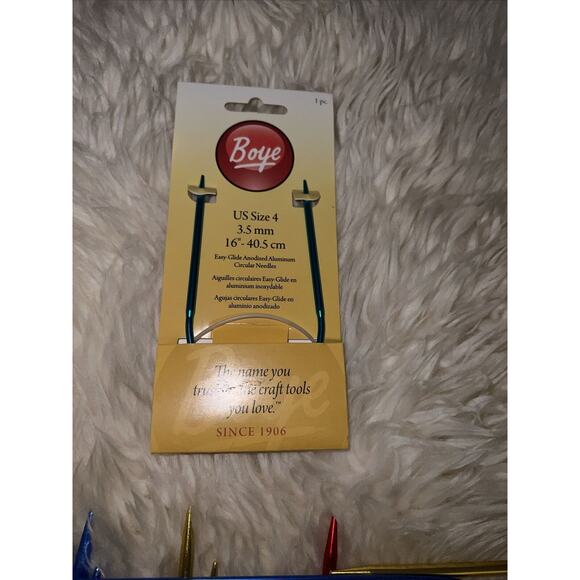 1 pc.
Boye
US Size 4
3.5 mm
16"- 40.5 cm
Easy-Glide Anodized Aluminum
Circular Needles
Aiguilles circulaires Easy-Glide en
aluminium inoxydable
Agujas circulares Easy-Glide en
aluminio anodizado
Boye
The name you
trust for the craft tools
you love.™
SINCE 1906